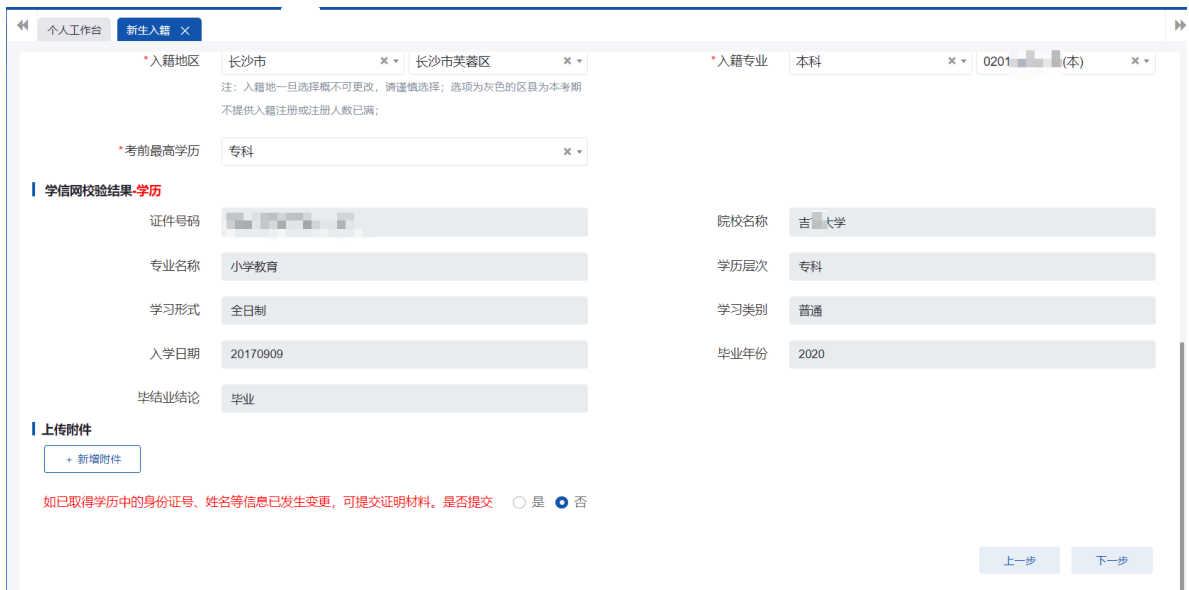 个人工作台 新生入籍 ×
*入籍地区 长沙市 长沙市芙蓉区 *入籍专业 本科 0201 (本)
注：入籍地一旦选择概不可更改，请谨慎选择；选项为灰色的区县为本考期
不提供入籍注册或注册人数已满；
*考前最高学历 专科
学信网校验结果-学历
证件号码 院校名称 吉 大学
专业名称 小学教育 学历层次 专科
学习形式 全日制 学习类别 普通
入学日期 20170909 毕业年份 2020
毕结业结论 毕业
上传附件
+ 新增附件
如已取得学历中的身份证号、姓名等信息已发生变更，可提交证明材料。是否提交 是 否
上一步 下一步